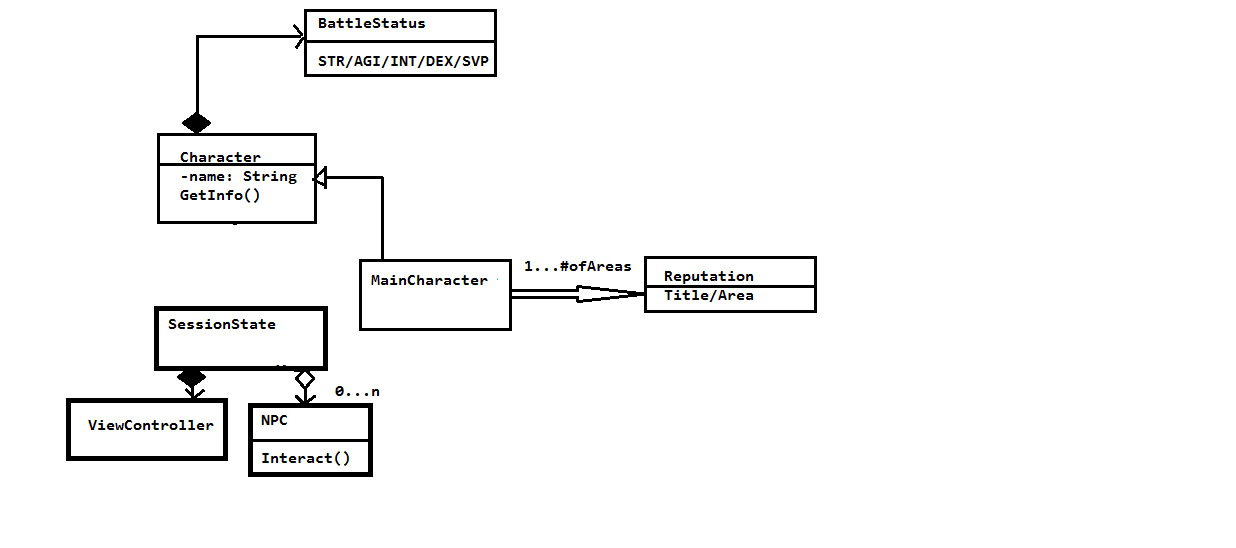 BattleStatus
STR/AGI/INT/DEX/SVP
Character
-name: String
GetInfo()
1...#ofAreas
MainCharacter
Reputation
Title/Area
SessionState
0...n
ViewController
NPC
Interact()